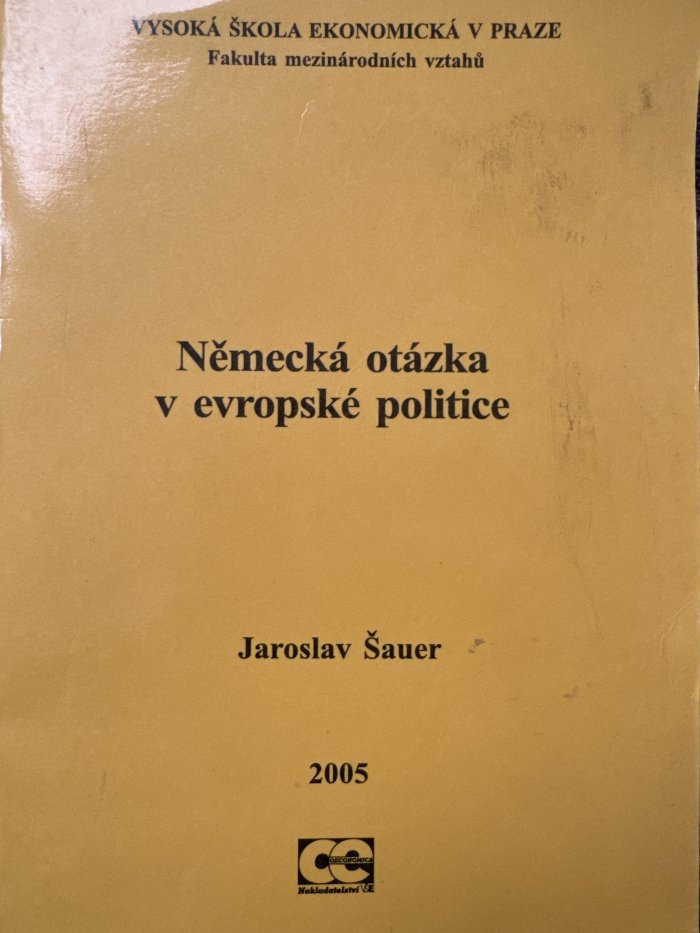 VYSOKÁ ŠKOLA EKONOMICKÁ V PRAZE
Fakulta mezinárodních vztahů
Německá otázka
v evropské politice
Jaroslav Šauer
2005
OECONOMICA
Nakladatelství VŠE